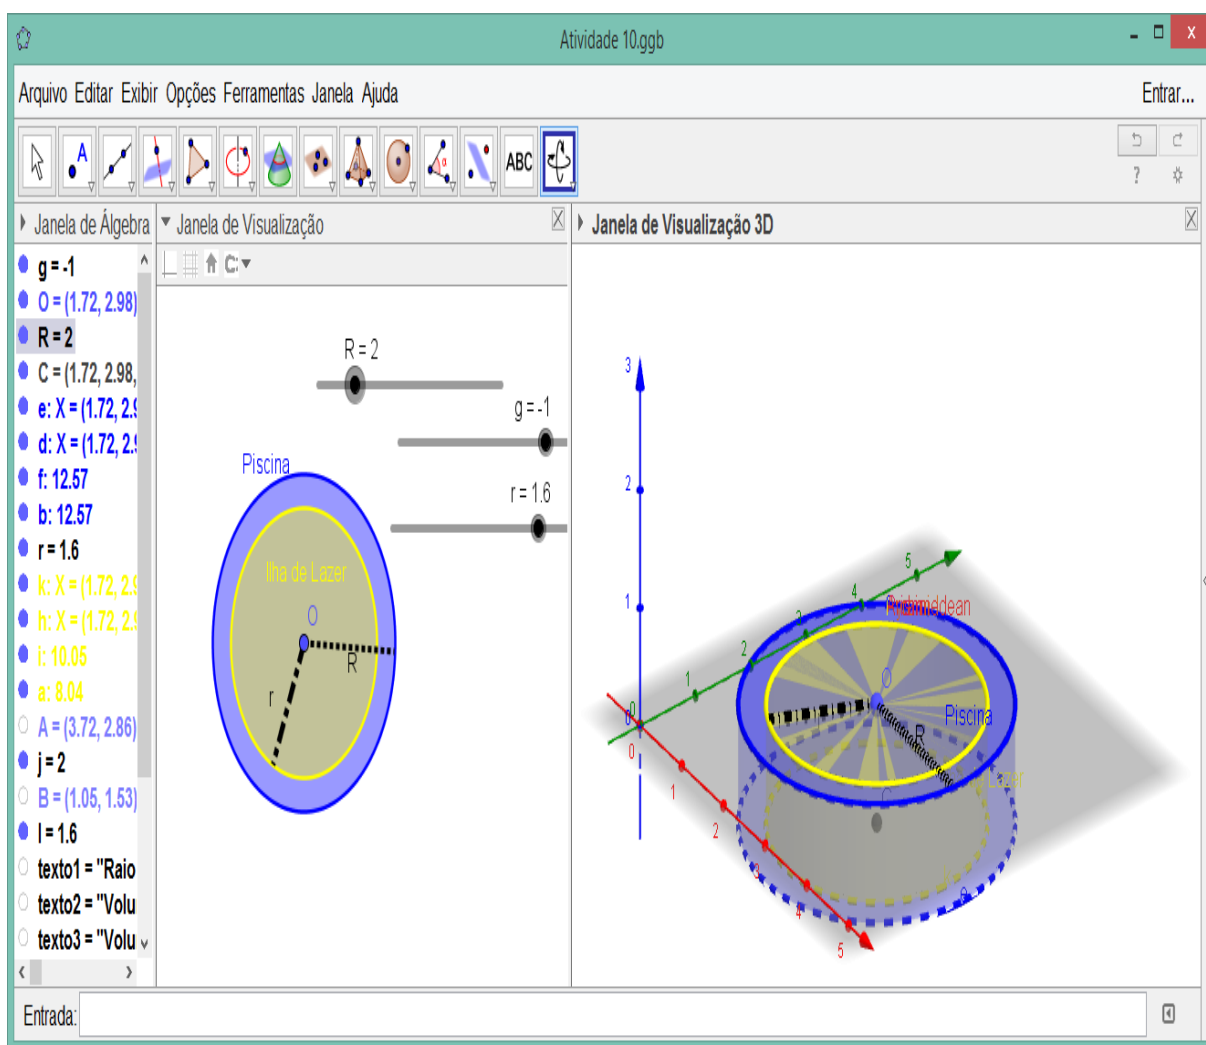 Atividade 10.ggb
Arquivo Editar Exibir Opções Ferramentas Janela Ajuda
Entrar...
A
α
ABC
?
Janela de Álgebra
Janela de Visualização
Janela de Visualização 3D
g = -1
O = (1.72, 2.98)
R = 2
C = (1.72, 2.98,
e: X = (1.72, 2.9
d: X = (1.72, 2.9
f: 12.57
b: 12.57
r = 1.6
k: X = (1.72, 2.9
h: X = (1.72, 2.9
i: 10.05
a: 8.04
A = (3.72, 2.86)
j = 2
B = (1.05, 1.53)
l = 1.6
texto1 = "Raio
texto2 = "Volu
texto3 = "Volu
R = 2
g = -1
r = 1.6
Piscina
Ilha de Lazer
O
R
r
3
2
1
0
0
1
2
3
4
5
1
2
3
4
5
O
Piscina
R
Lazer
C
Entrada: